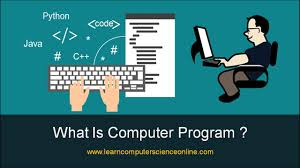 Python
<code>
Java
*
#
C++
</>
What Is Computer Program ?
www.learncomputerscienceonline.com